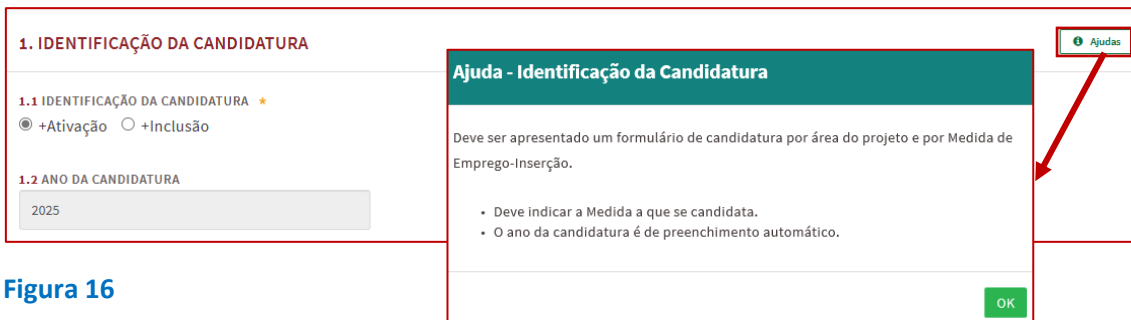 1. IDENTIFICAÇÃO DA CANDIDATURA
Ajudas
1.1 IDENTIFICAÇÃO DA CANDIDATURA *
+Ativação +Inclusão
1.2 ANO DA CANDIDATURA
2025
Ajuda - Identificação da Candidatura
Deve ser apresentado um formulário de candidatura por área do projeto e por Medida de
Emprego-Inserção.
• Deve indicar a Medida a que se candidata.
• O ano da candidatura é de preenchimento automático.
OK
Figura 16